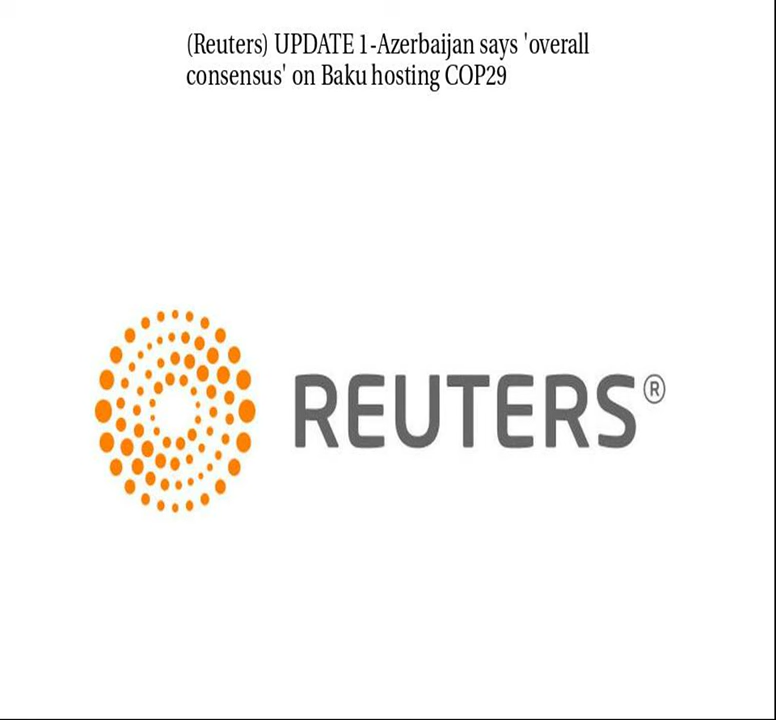 (Reuters) UPDATE 1-Azerbaijan says 'overall
consensus' on Baku hosting COP29
REUTERS®